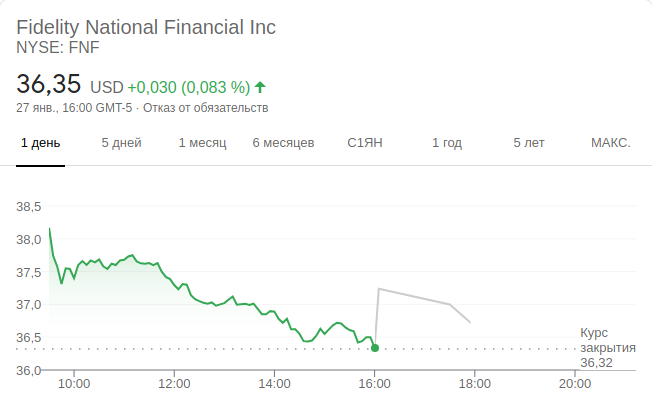 Fidelity National Financial Inc
NYSE: FNF
36,35 USD +0,030 (0,083 %)
27 янв., 16:00 GMT-5 · Отказ от обязательств
1 день 5 дней 1 месяц 6 месяцев С1ЯН 1 год 5 лет МАКС.
38,5
38,0
37,5
37,0
36,5
36,0
Курс
закрытия
36,32
10:00 12:00 14:00 16:00 18:00 20:00